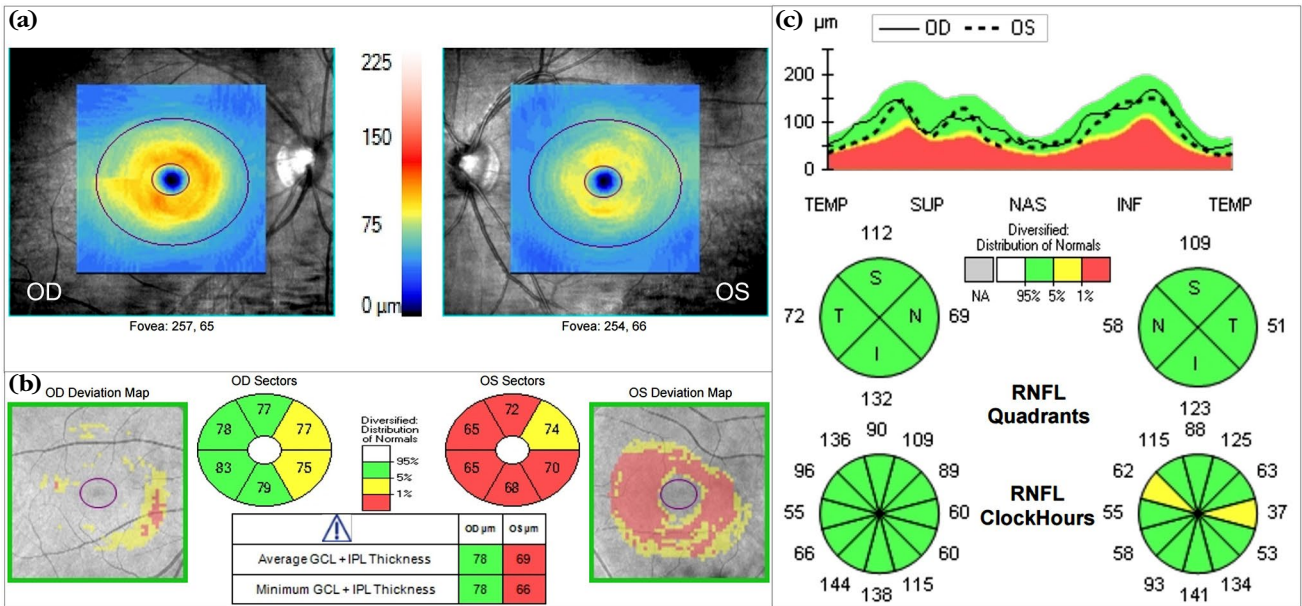 (a)
OD
Fovea: 257, 65
225
150
75
0 µm
OS
Fovea: 254, 66
(b)
OD Deviation Map
OD Sectors
77
78
77
83
75
79
Diversified:
Distribution
of Normals
95%
5%
1%
OS Sectors
72
65
74
65
70
68
OS Deviation Map
OD µm
OS µm
Average GCL + IPL Thickness
78
69
Minimum GCL + IPL Thickness
78
66
(c)
µm
OD
OS
200
100
0
TEMP
SUP
NAS
INF
TEMP
112
S
72
T
N
69
I
132
Diversified:
Distribution of Normals
NA
95%
5%
1%
109
S
58
N
T
51
I
123
RNFL
Quadrants
90
136
109
96
89
55
60
66
60
144
115
138
RNFL
ClockHours
88
115
125
62
63
55
37
58
53
93
134
141